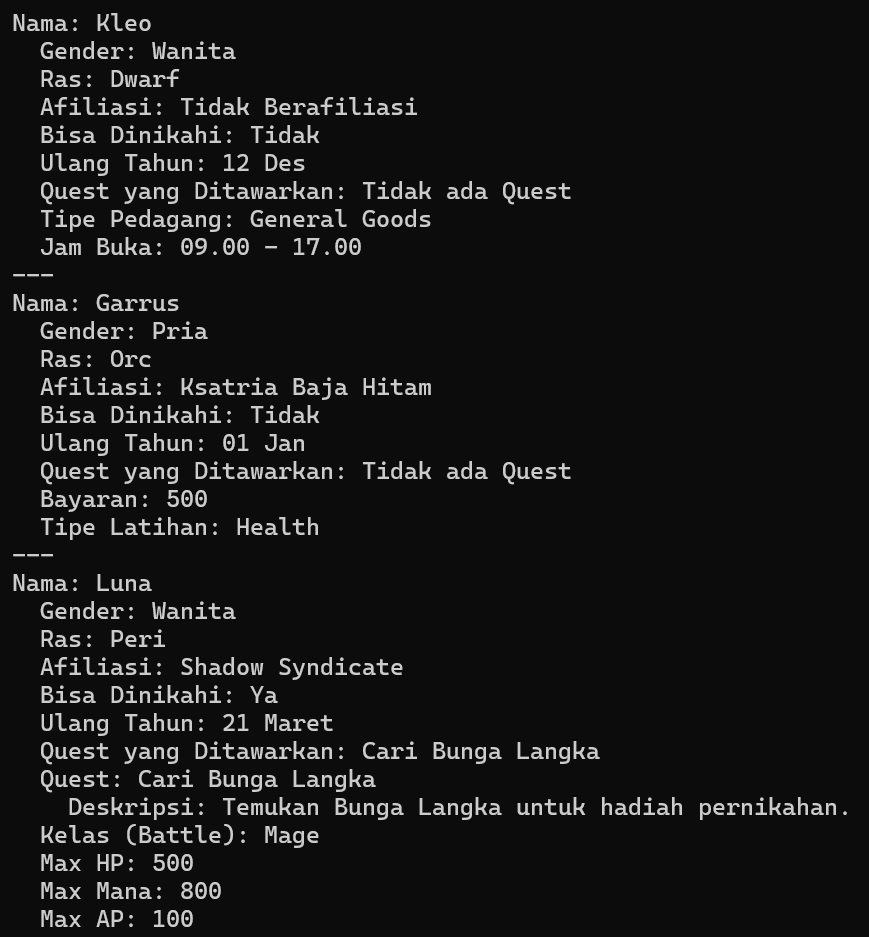 Nama: Kleo
  Gender: Wanita
  Ras: Dwarf
  Afiliasi: Tidak Berafiliasi
  Bisa Dinikahi: Tidak
  Ulang Tahun: 12 Des
  Quest yang Ditawarkan: Tidak ada Quest
  Tipe Pedagang: General Goods
  Jam Buka: 09.00 - 17.00
---
Nama: Garrus
  Gender: Pria
  Ras: Orc
  Afiliasi: Ksatria Baja Hitam
  Bisa Dinikahi: Tidak
  Ulang Tahun: 01 Jan
  Quest yang Ditawarkan: Tidak ada Quest
  Bayaran: 500
  Tipe Latihan: Health
---
Nama: Luna
  Gender: Wanita
  Ras: Peri
  Afiliasi: Shadow Syndicate
  Bisa Dinikahi: Ya
  Ulang Tahun: 21 Maret
  Quest yang Ditawarkan: Cari Bunga Langka
  Quest: Cari Bunga Langka
    Deskripsi: Temukan Bunga Langka untuk hadiah pernikahan.
  Kelas (Battle): Mage
  Max HP: 500
  Max Mana: 800
  Max AP: 100